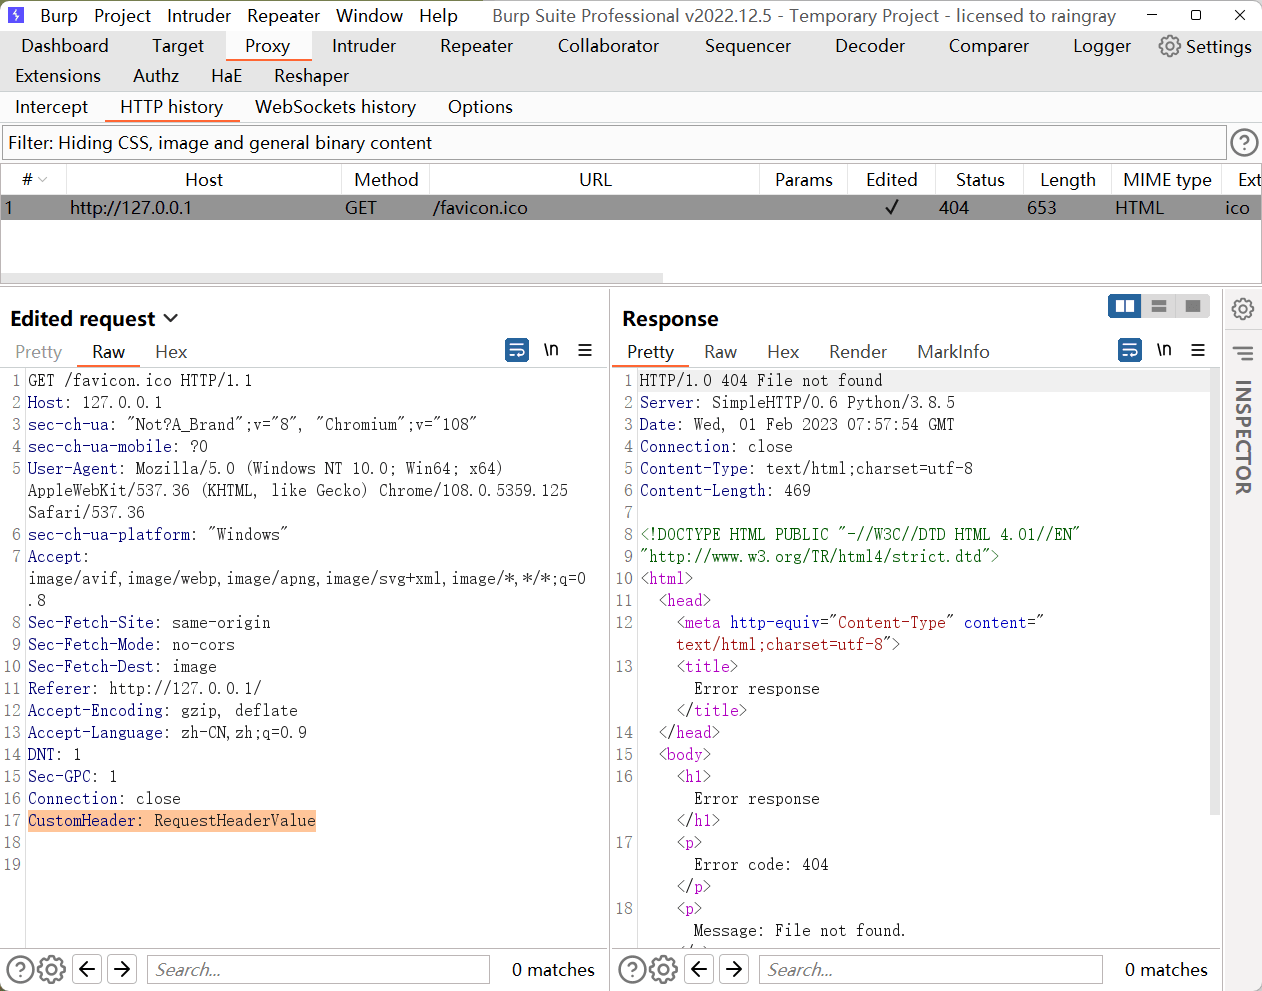 Burp Project Intruder Repeater Window Help Burp Suite Professional v2022.12.5 - Temporary Project - licensed to raingray
Dashboard Target Proxy Intruder Repeater Collaborator Sequencer Decoder Comparer Logger Settings
Extensions Authz HaE Reshaper
Intercept HTTP history WebSockets history Options
Filter: Hiding CSS, image and general binary content
# Host Method URL Params Edited Status Length MIME type Ext
1 http://127.0.0.1 GET /favicon.ico ✓ 404 653 HTML ico
Edited request
Pretty Raw Hex \n
1 GET /favicon.ico HTTP/1.1
2 Host: 127.0.0.1
3 sec-ch-ua: "Not?A_Brand";v="8", "Chromium";v="108"
4 sec-ch-ua-mobile: ?0
5 User-Agent: Mozilla/5.0 (Windows NT 10.0; Win64; x64)
AppleWebKit/537.36 (KHTML, like Gecko) Chrome/108.0.5359.125
Safari/537.36
6 sec-ch-ua-platform: "Windows"
7 Accept:
image/avif,image/webp,image/apng,image/svg+xml,image/*,*/*;q=0
.8
8 Sec-Fetch-Site: same-origin
9 Sec-Fetch-Mode: no-cors
10 Sec-Fetch-Dest: image
11 Referer: http://127.0.0.1/
12 Accept-Encoding: gzip, deflate
13 Accept-Language: zh-CN,zh;q=0.9
14 DNT: 1
15 Sec-GPC: 1
16 Connection: close
17 CustomHeader: RequestHeaderValue
18
19
Search... 0 matches
Response
Pretty Raw Hex Render MarkInfo \n
1 HTTP/1.0 404 File not found
2 Server: SimpleHTTP/0.6 Python/3.8.5
3 Date: Wed, 01 Feb 2023 07:57:54 GMT
4 Connection: close
5 Content-Type: text/html;charset=utf-8
6 Content-Length: 469
7
8 <!DOCTYPE HTML PUBLIC "-//W3C//DTD HTML 4.01//EN"
9 "http://www.w3.org/TR/html4/strict.dtd">
10 <html>
11 <head>
12 <meta http-equiv="Content-Type" content="
text/html;charset=utf-8">
13 <title>
Error response
</title>
14 </head>
15 <body>
16 <h1>
Error response
</h1>
17 <p>
Error code: 404
</p>
18 <p>
Message: File not found.
Search... 0 matches
INSPECTOR